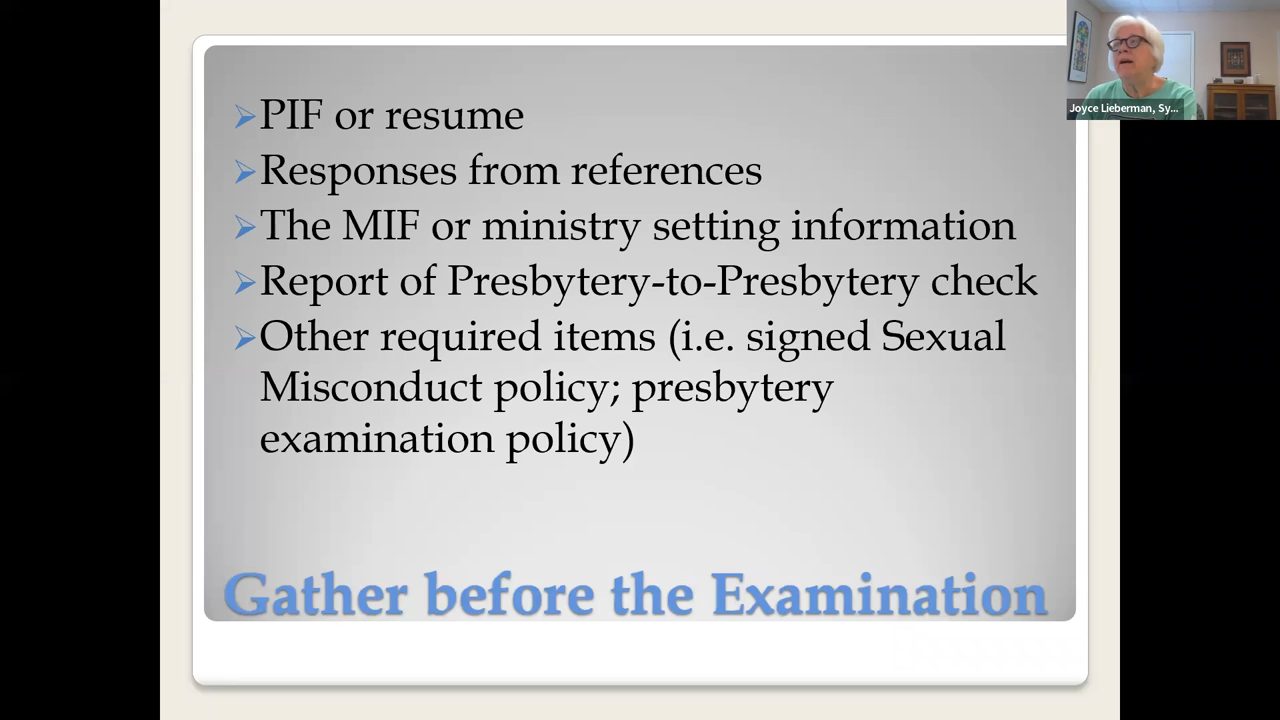 PIF or resume
Responses from references
The MIF or ministry setting information
Report of Presbytery-to-Presbytery check
Other required items (i.e. signed Sexual
Misconduct policy; presbytery
examination policy)
Gather before the Examination
Joyce Lieberman, Sy...